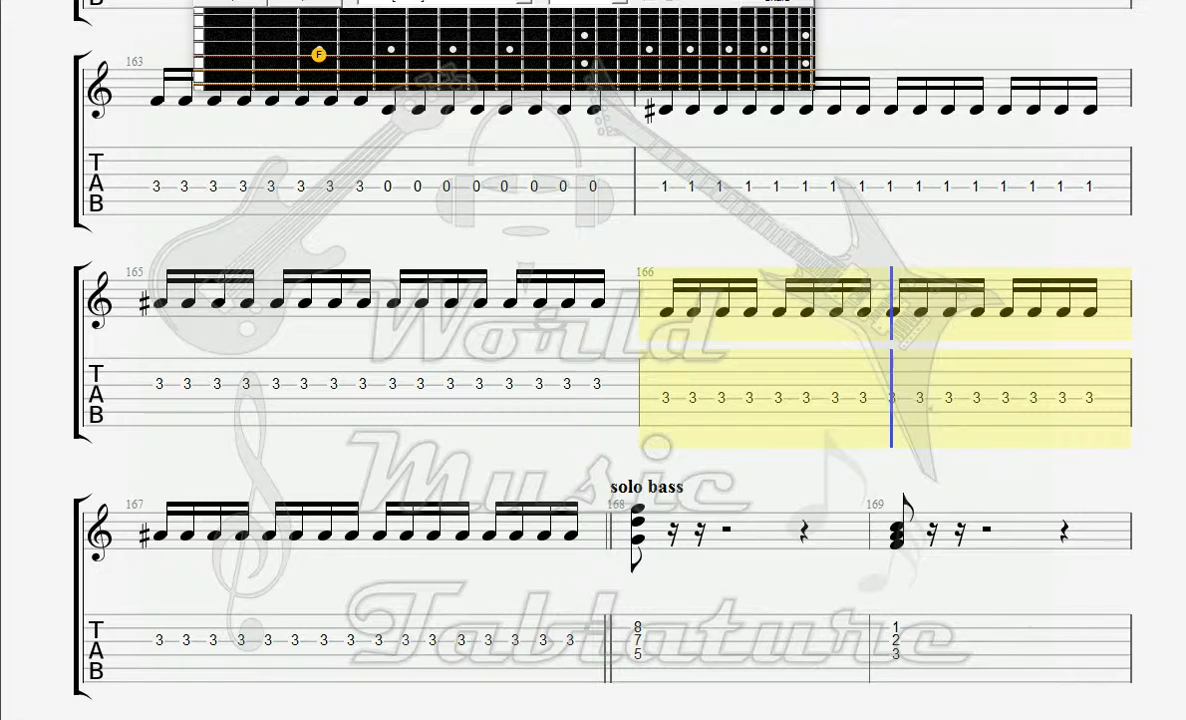 B
163
F
T
A
B
3 3 3 3 3 3 3 3 0 0 0 0 0 0 0 0 1 1 1 1 1 1 1 1 1 1 1 1 1 1 1 1
165 166
World
T
A
B
3 3 3 3 3 3 3 3 3 3 3 3 3 3 3 3 3 3 3 3 3 3 3 3 3 3 3 3 3 3 3 3
Music
solo bass
167 168 169
Tablature
T
A
B
3 3 3 3 3 3 3 3 3 3 3 3 3 3 3 3
8 1
7 2
5 3